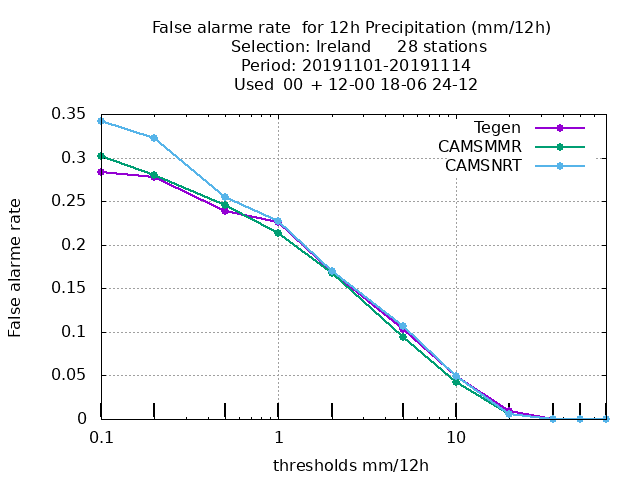 False alarme rate  for 12h Precipitation (mm/12h)
Selection: Ireland     28 stations
Period: 20191101-20191114
Used  00  + 12-00 18-06 24-12
0.35
0.3
0.25
0.2
0.15
0.1
0.05
0
False alarme rate
Tegen
CAMSMMR
CAMSNRT
0.1 1 10
thresholds mm/12h